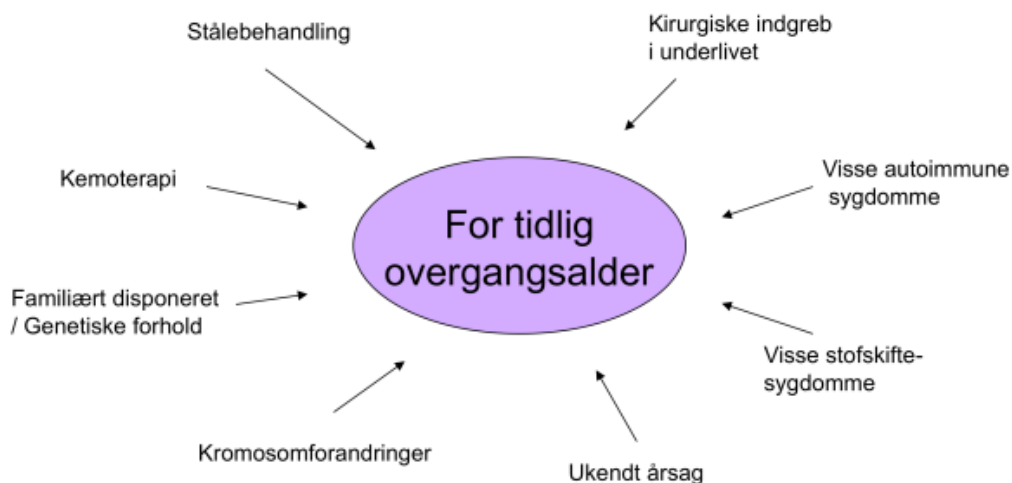 Stålebehandling
Kirurgiske indgreb
i underlivet
Kemoterapi
Visse autoimmune
sygdomme
For tidlig
overgangsalder
Familiært disponeret
/ Genetiske forhold
Visse stofskifte-
sygdomme
Kromosomforandringer
Ukendt årsag